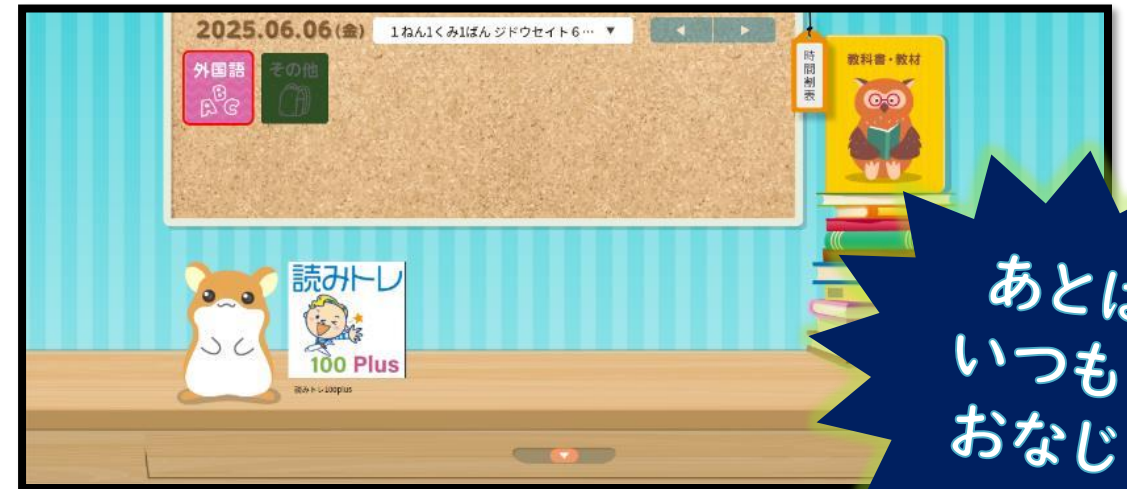 2025.06.06(金)
1ねん1くみ1ばん ジドウセイト6… ▼
外国語
ABC
その他
時間割表
教科書・教材
読みトレ
100 Plus
読みトレ100plus
あとは
いつも
おなじ